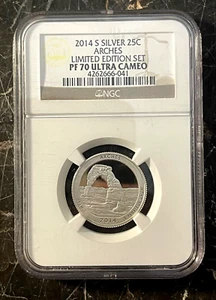 2014 S SILVER 25C
ARCHES
LIMITED EDITION SET
PF 70 ULTRA CAMEO
4262666-041
NGC
ARCHES
2014